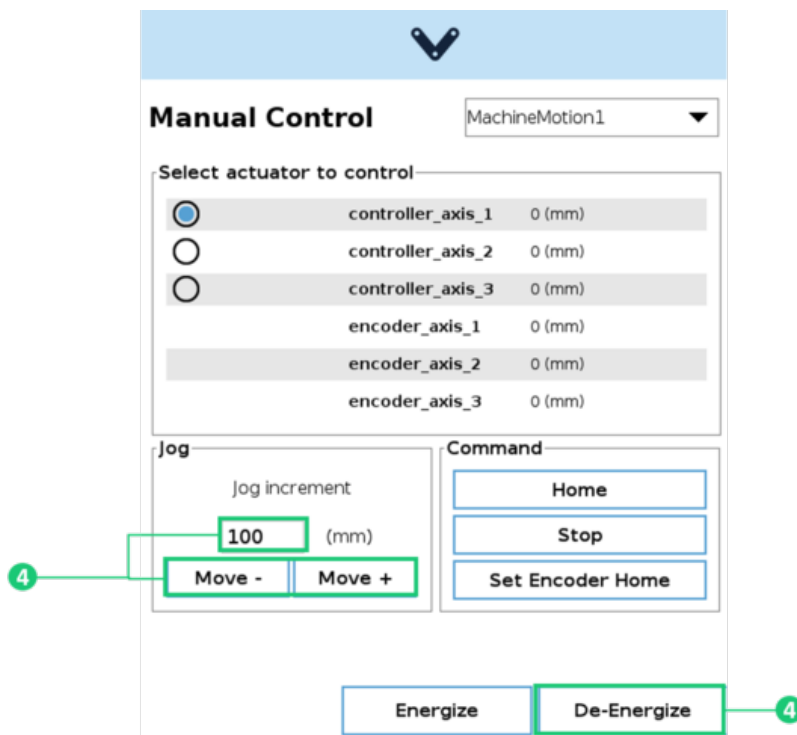 Manual Control
MachineMotion1
Select actuator to control
controller_axis_1 0 (mm)
controller_axis_2 0 (mm)
controller_axis_3 0 (mm)
encoder_axis_1 0 (mm)
encoder_axis_2 0 (mm)
encoder_axis_3 0 (mm)
Jog
Jog increment
100 (mm)
4
Move - Move +
Command
Home
Stop
Set Encoder Home
Energize De-Energize
4